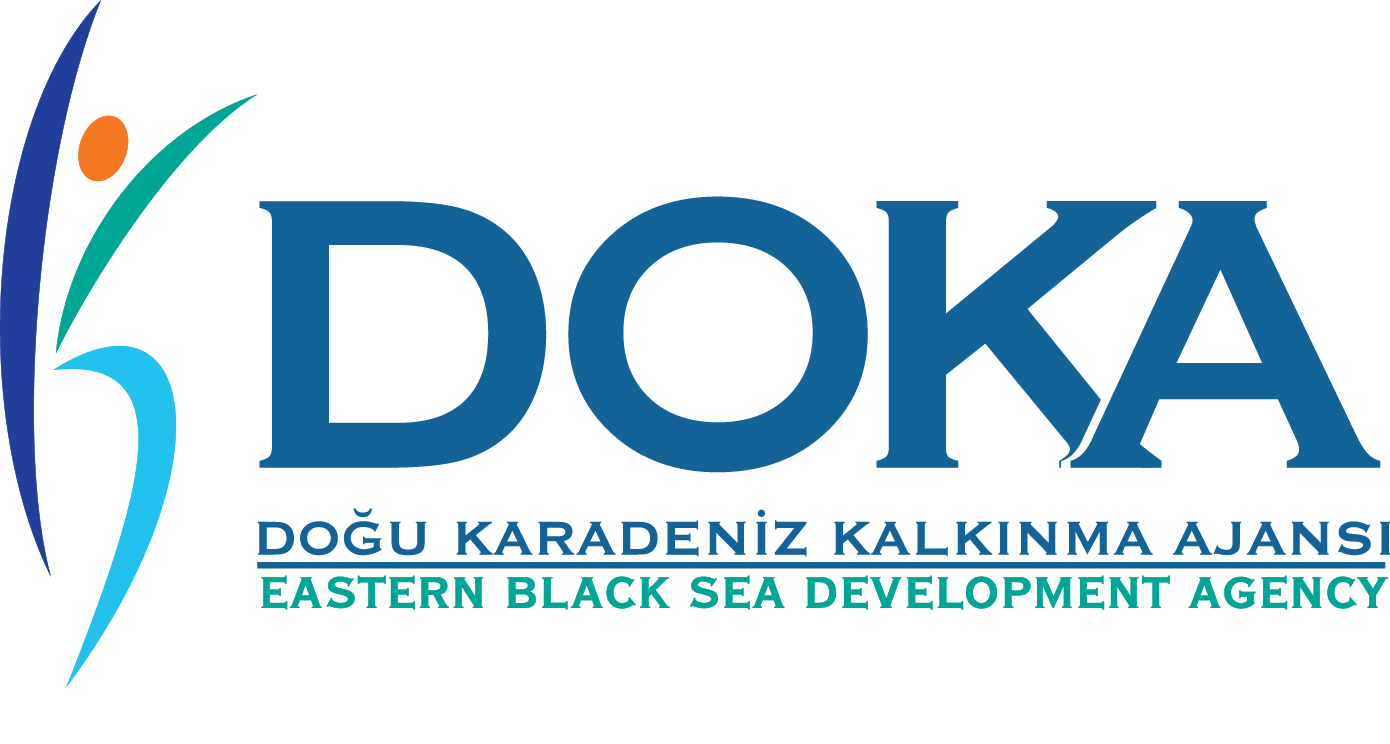 DOKA
DOĞU KARADENİZ KALKINMA AJANSI
EASTERN BLACK SEA DEVELOPMENT AGENCY